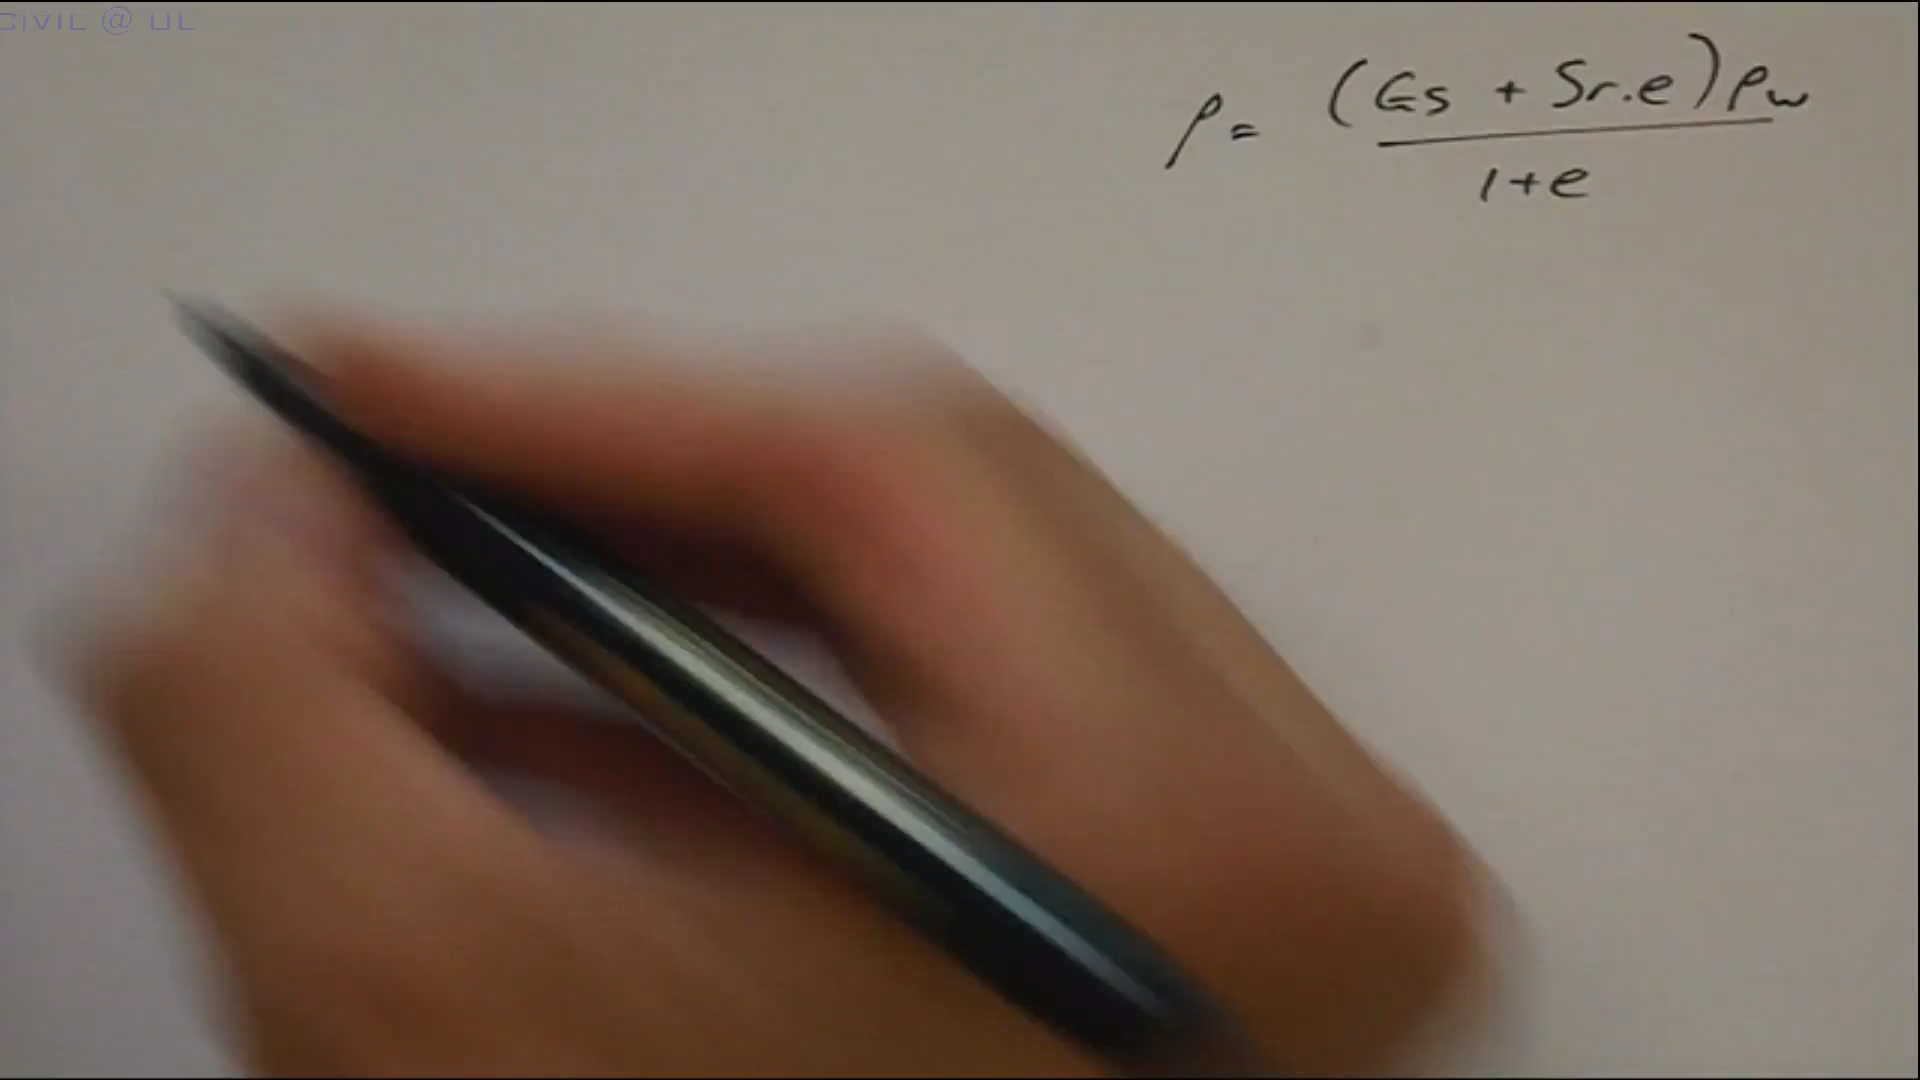 CIVIL @ UL
ρ = (Gs + Sr.e)ρw
1+e